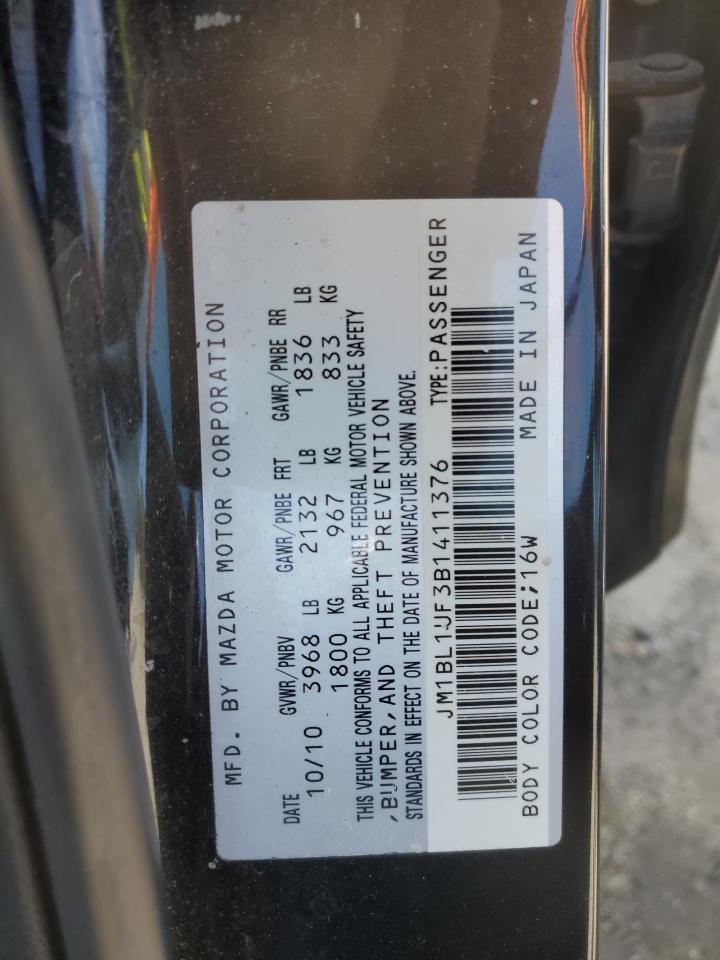 MFD. BY MAZDA MOTOR CORPORATION
DATE GVWR/PNBV GAWR/PNBE FRT GAWR/PNBE RR
10/10 3968 LB 2132 LB 1836 LB
1800 KG 967 KG 833 KG
THIS VEHICLE CONFORMS TO ALL APPLICABLE FEDERAL MOTOR VEHICLE SAFETY
,BUMPER,AND THEFT PREVENTION
STANDARDS IN EFFECT ON THE DATE OF MANUFACTURE SHOWN ABOVE.
JM1BL1UF3B1411376 TYPE:PASSENGER
BODY COLOR CODE;16W MADE IN JAPAN